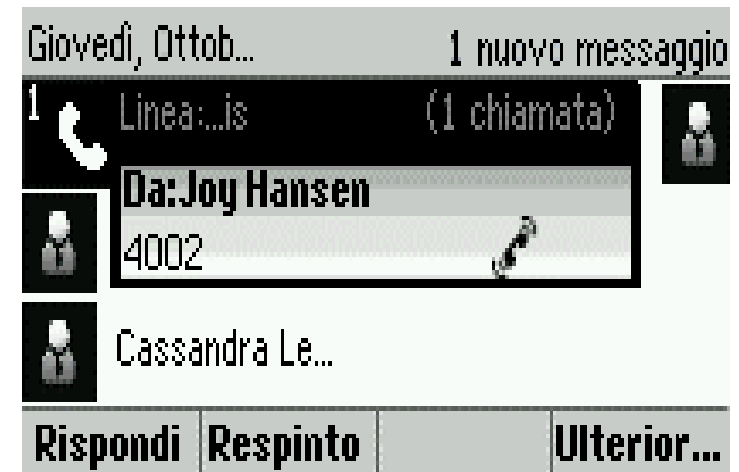 Giovedì, Ottob... 1 nuovo messaggio
1
Linea:...is (1 chiamata)
Da:Joy Hansen
4002
Cassandra Le...
Rispondi Respinto Ulterior...